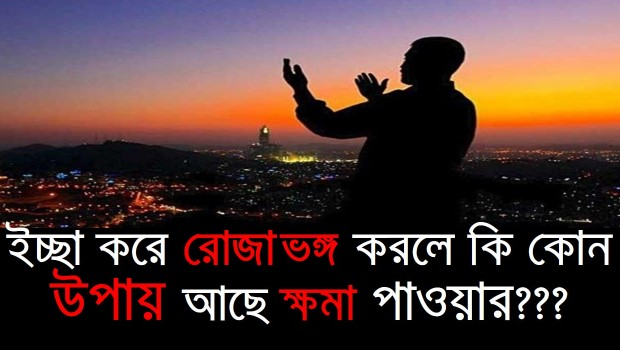 ইচ্ছা করে রোজাভঙ্গ করলে কি কোন
উপায় আছে ক্ষমা পাওয়ার???